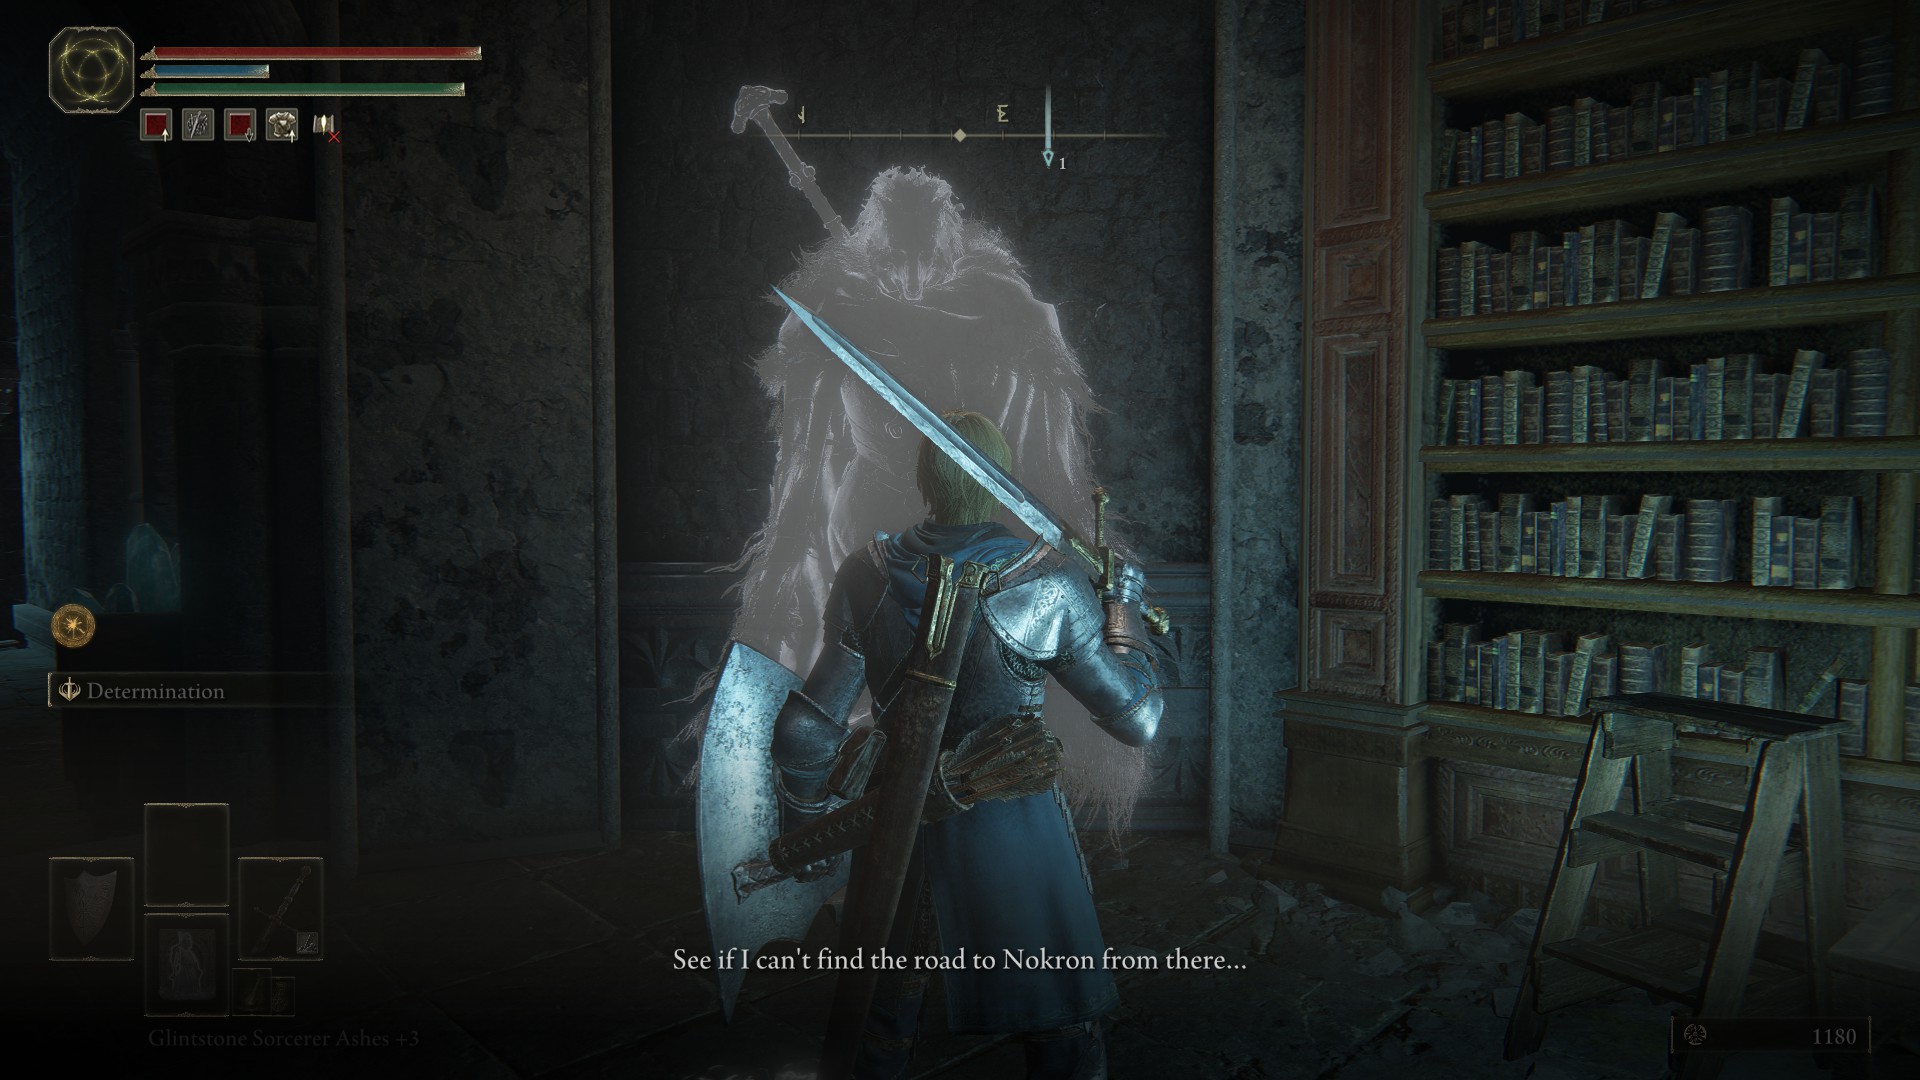 E
1
Determination
See if I can't find the road to Nokron from there...
Glintstone Sorcerer Ashes +3
1180